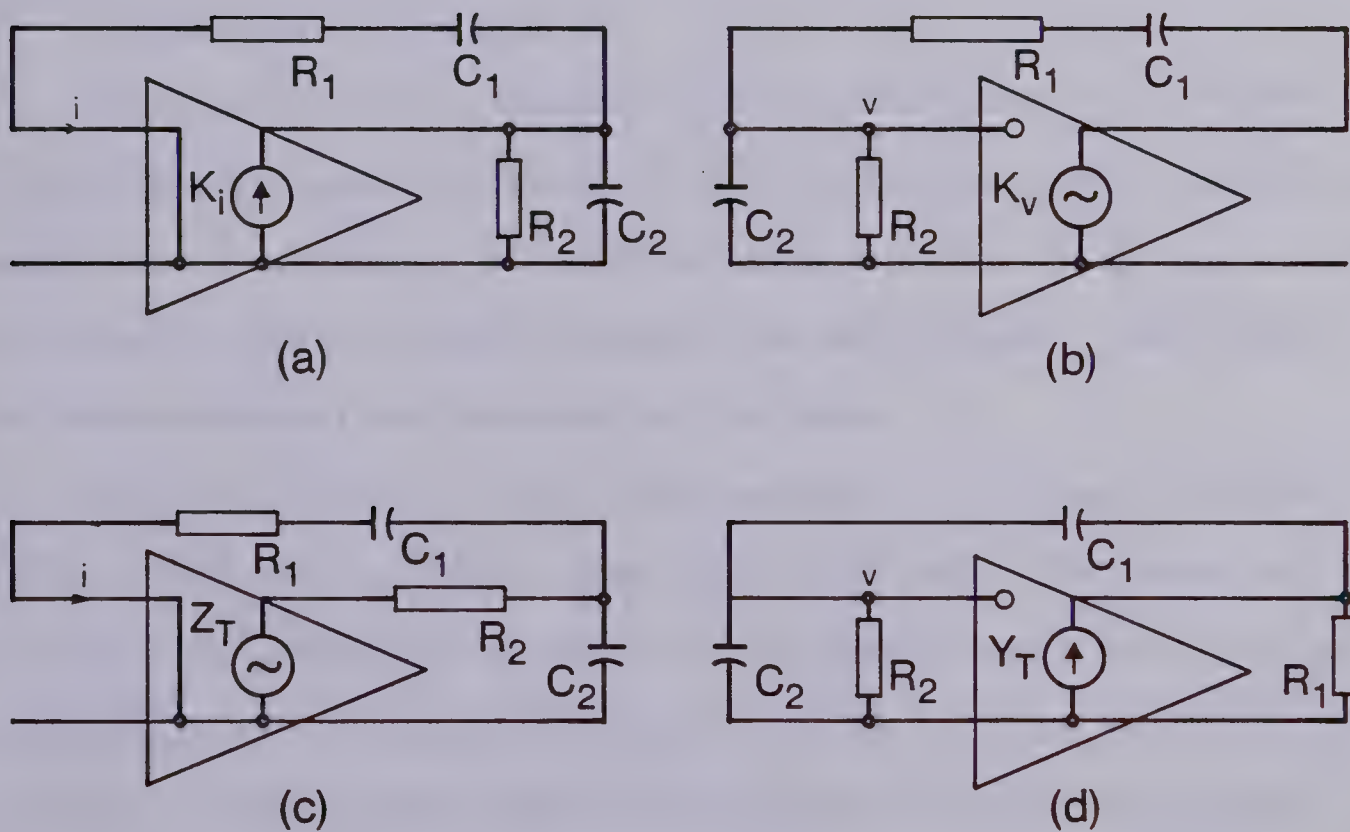 R1 C1
i
Ki
R2 C2
(a)
R1 C1
v
C2 R2 Kv
(b)
R1 C1
i
ZT
R2
C2
(c)
C1
v
C2 R2 YT R1
(d)